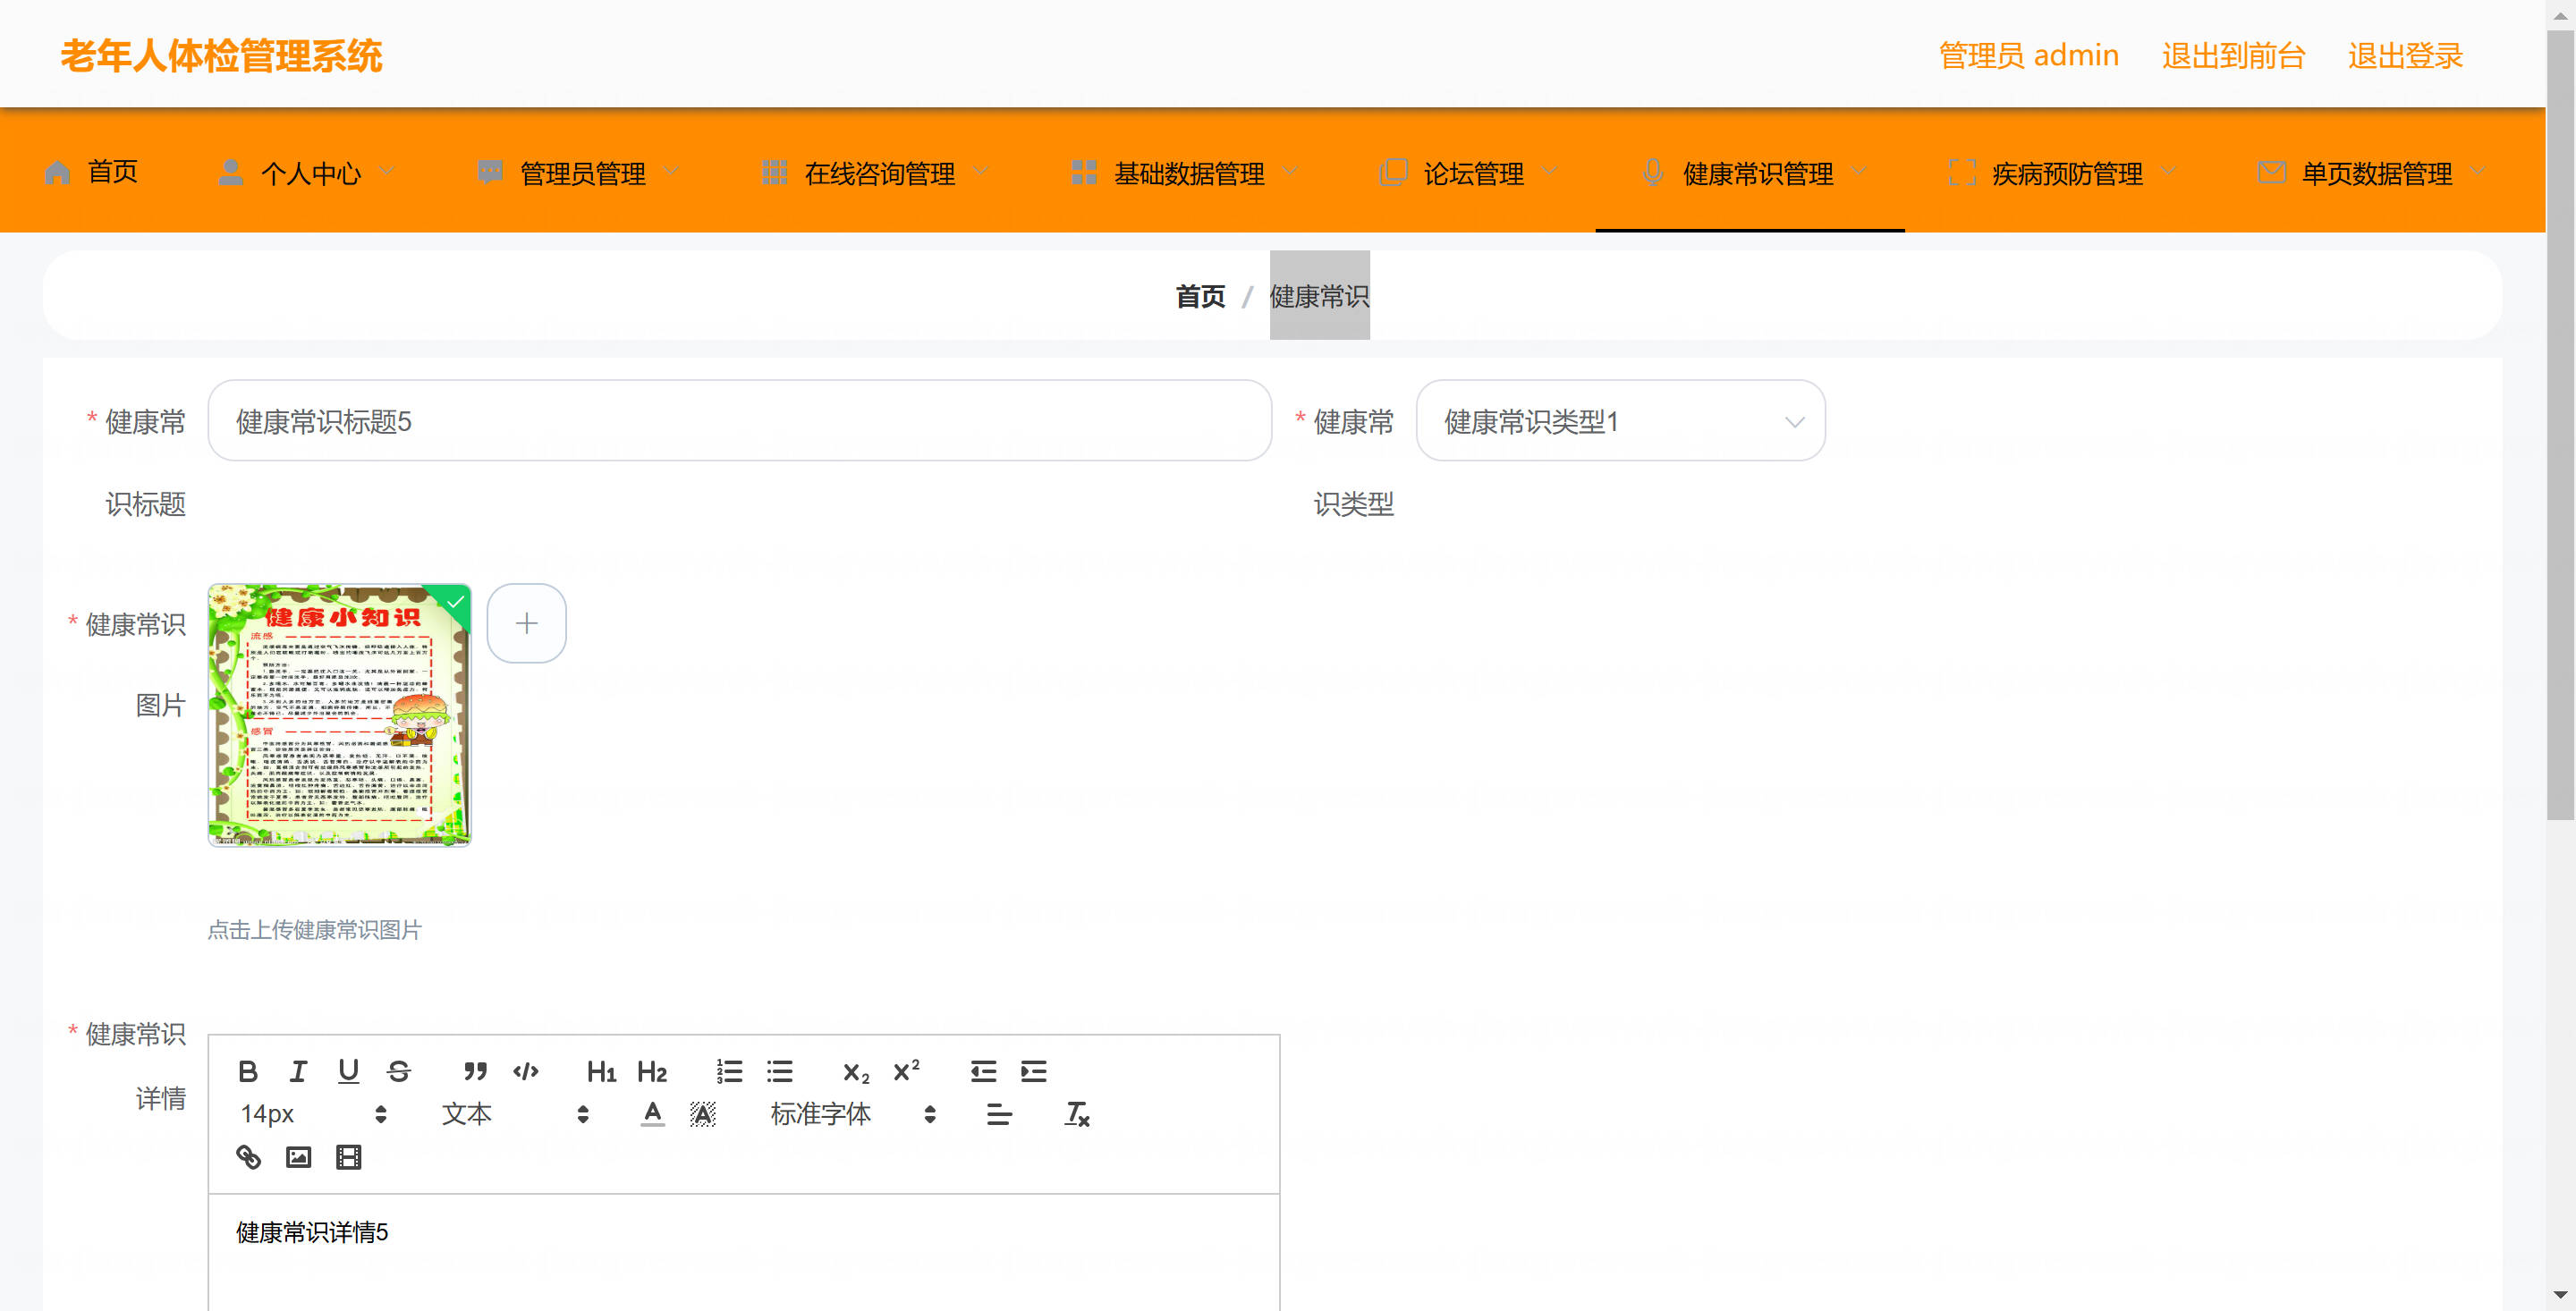 老年人体检管理系统
管理员 admin 退出到前台 退出登录
首页 个人中心 管理员管理 在线咨询管理 基础数据管理 论坛管理 健康常识管理 疾病预防管理 单页数据管理
首页 / 健康常识
* 健康常识标题 健康常识标题5
* 健康常识类型 健康常识类型1
* 健康常识图片
健康小知识
流感
感冒
点击上传健康常识图片
* 健康常识详情
14px 文本 标准字体
健康常识详情5